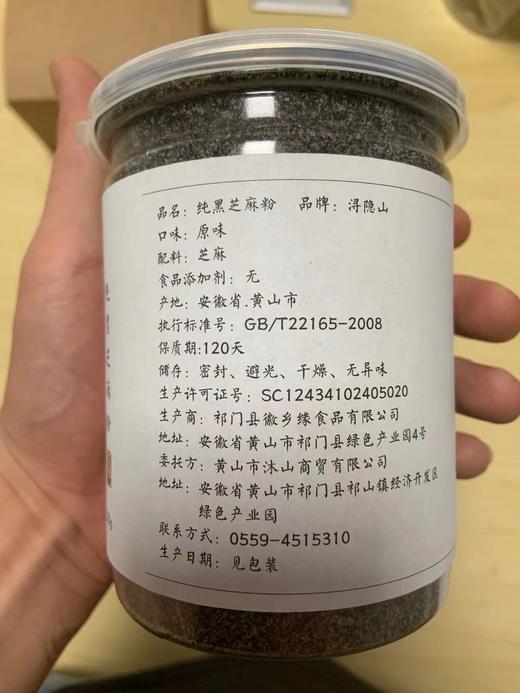 品名：纯黑芝麻粉 品牌：浔隐山
口味：原味
配料：芝麻
食品添加剂：无
产地：安徽省.黄山市
执行标准号：GB/T22165-2008
保质期:120天
储存：密封、避光、干燥、无异味
生产许可证号：SC12434102405020
生产商：祁门县徽乡缘食品有限公司
地址：安徽省黄山市祁门县绿色产业园4号
委托方：黄山市沐山商贸有限公司
地址：安徽省黄山市祁门县祁山镇经济开发区
绿色产业园
联系方式：0559-4515310
生产日期：见包装
纯黑芝麻粉